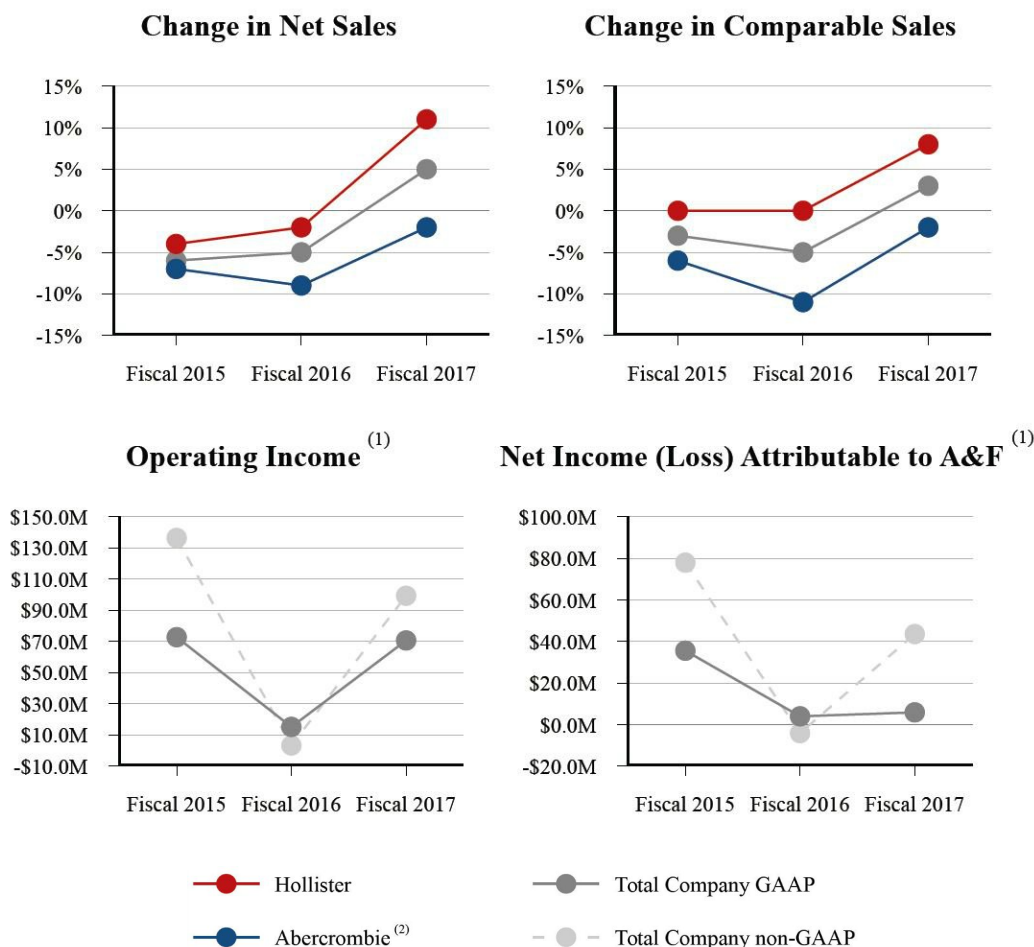 Change in Net Sales
15%
10%
5%
0%
-5%
-10%
-15%
Fiscal 2015 Fiscal 2016 Fiscal 2017
Change in Comparable Sales
15%
10%
5%
0%
-5%
-10%
-15%
Fiscal 2015 Fiscal 2016 Fiscal 2017
Operating Income (1)
$150.0M
$130.0M
$110.0M
$90.0M
$70.0M
$50.0M
$30.0M
$10.0M
-$10.0M
Fiscal 2015 Fiscal 2016 Fiscal 2017
Net Income (Loss) Attributable to A&F (1)
$100.0M
$80.0M
$60.0M
$40.0M
$20.0M
$0.0M
-$20.0M
Fiscal 2015 Fiscal 2016 Fiscal 2017
Hollister
Total Company GAAP
Abercrombie (2)
Total Company non-GAAP